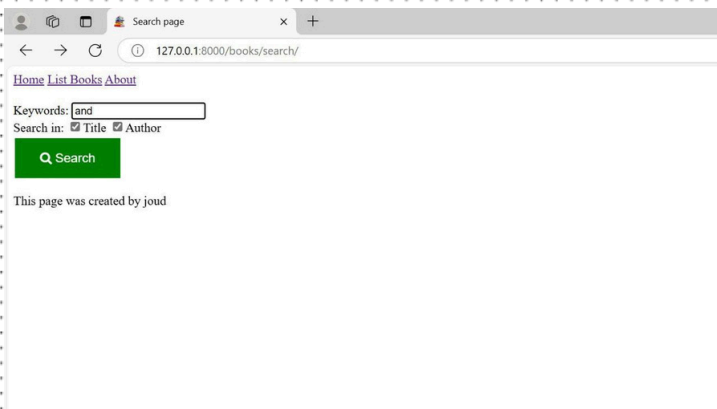 Search page
127.0.0.1:8000/books/search/
Home List Books About
Keywords: and
Search in: Title Author
Search
This page was created by joud